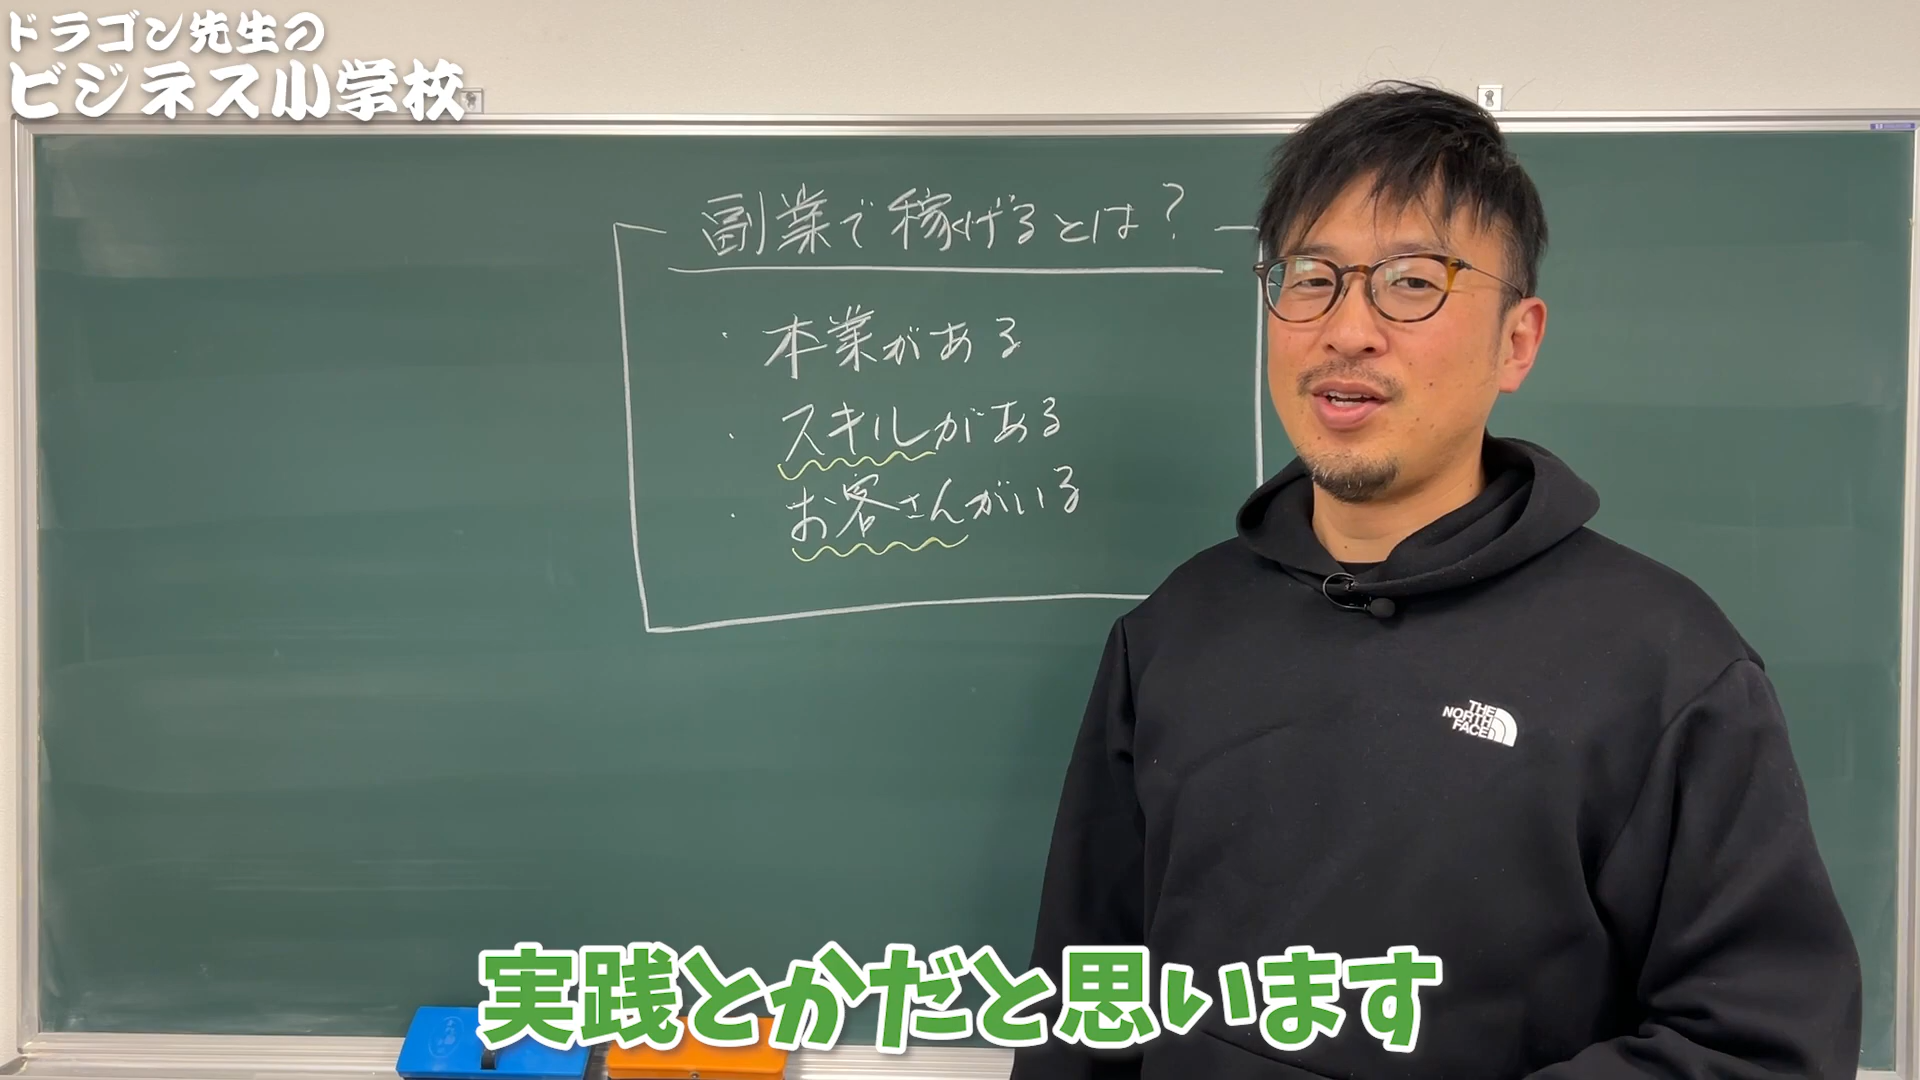 ドラゴン先生の
ビジネス小学校
副業で稼げるとは?
・本業がある
・スキルがある
・お客さんがいる
THE
NORTH
FACE
実践とかだと思います